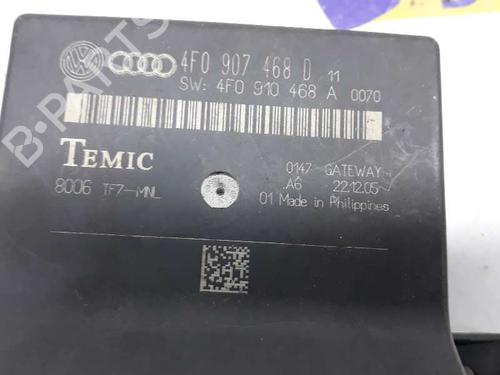 4F0 907 468 D 11
SW: 4F0 910 468 A 0070
TEMIC
8006 TF7-MNL
0147 GATEWAY
A6 22.12.05
01 Made in Philippines
B-PARTS